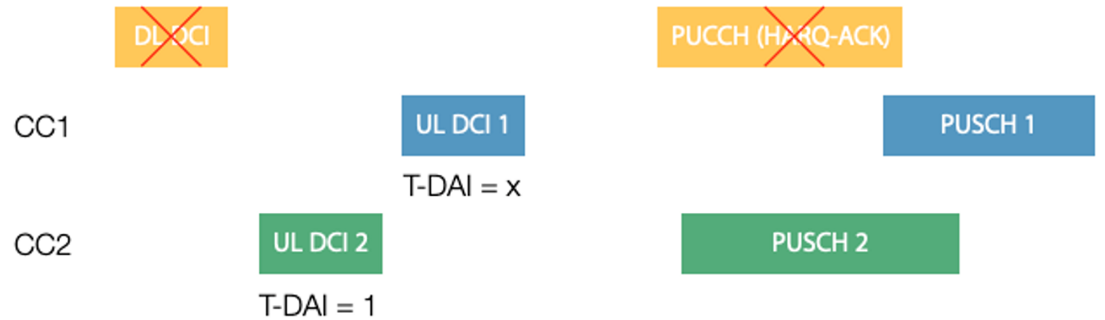 DL DCI
PUCCH (HARQ-ACK)
CC1
UL DCI 1
PUSCH 1
T-DAI = x
CC2
UL DCI 2
PUSCH 2
T-DAI = 1